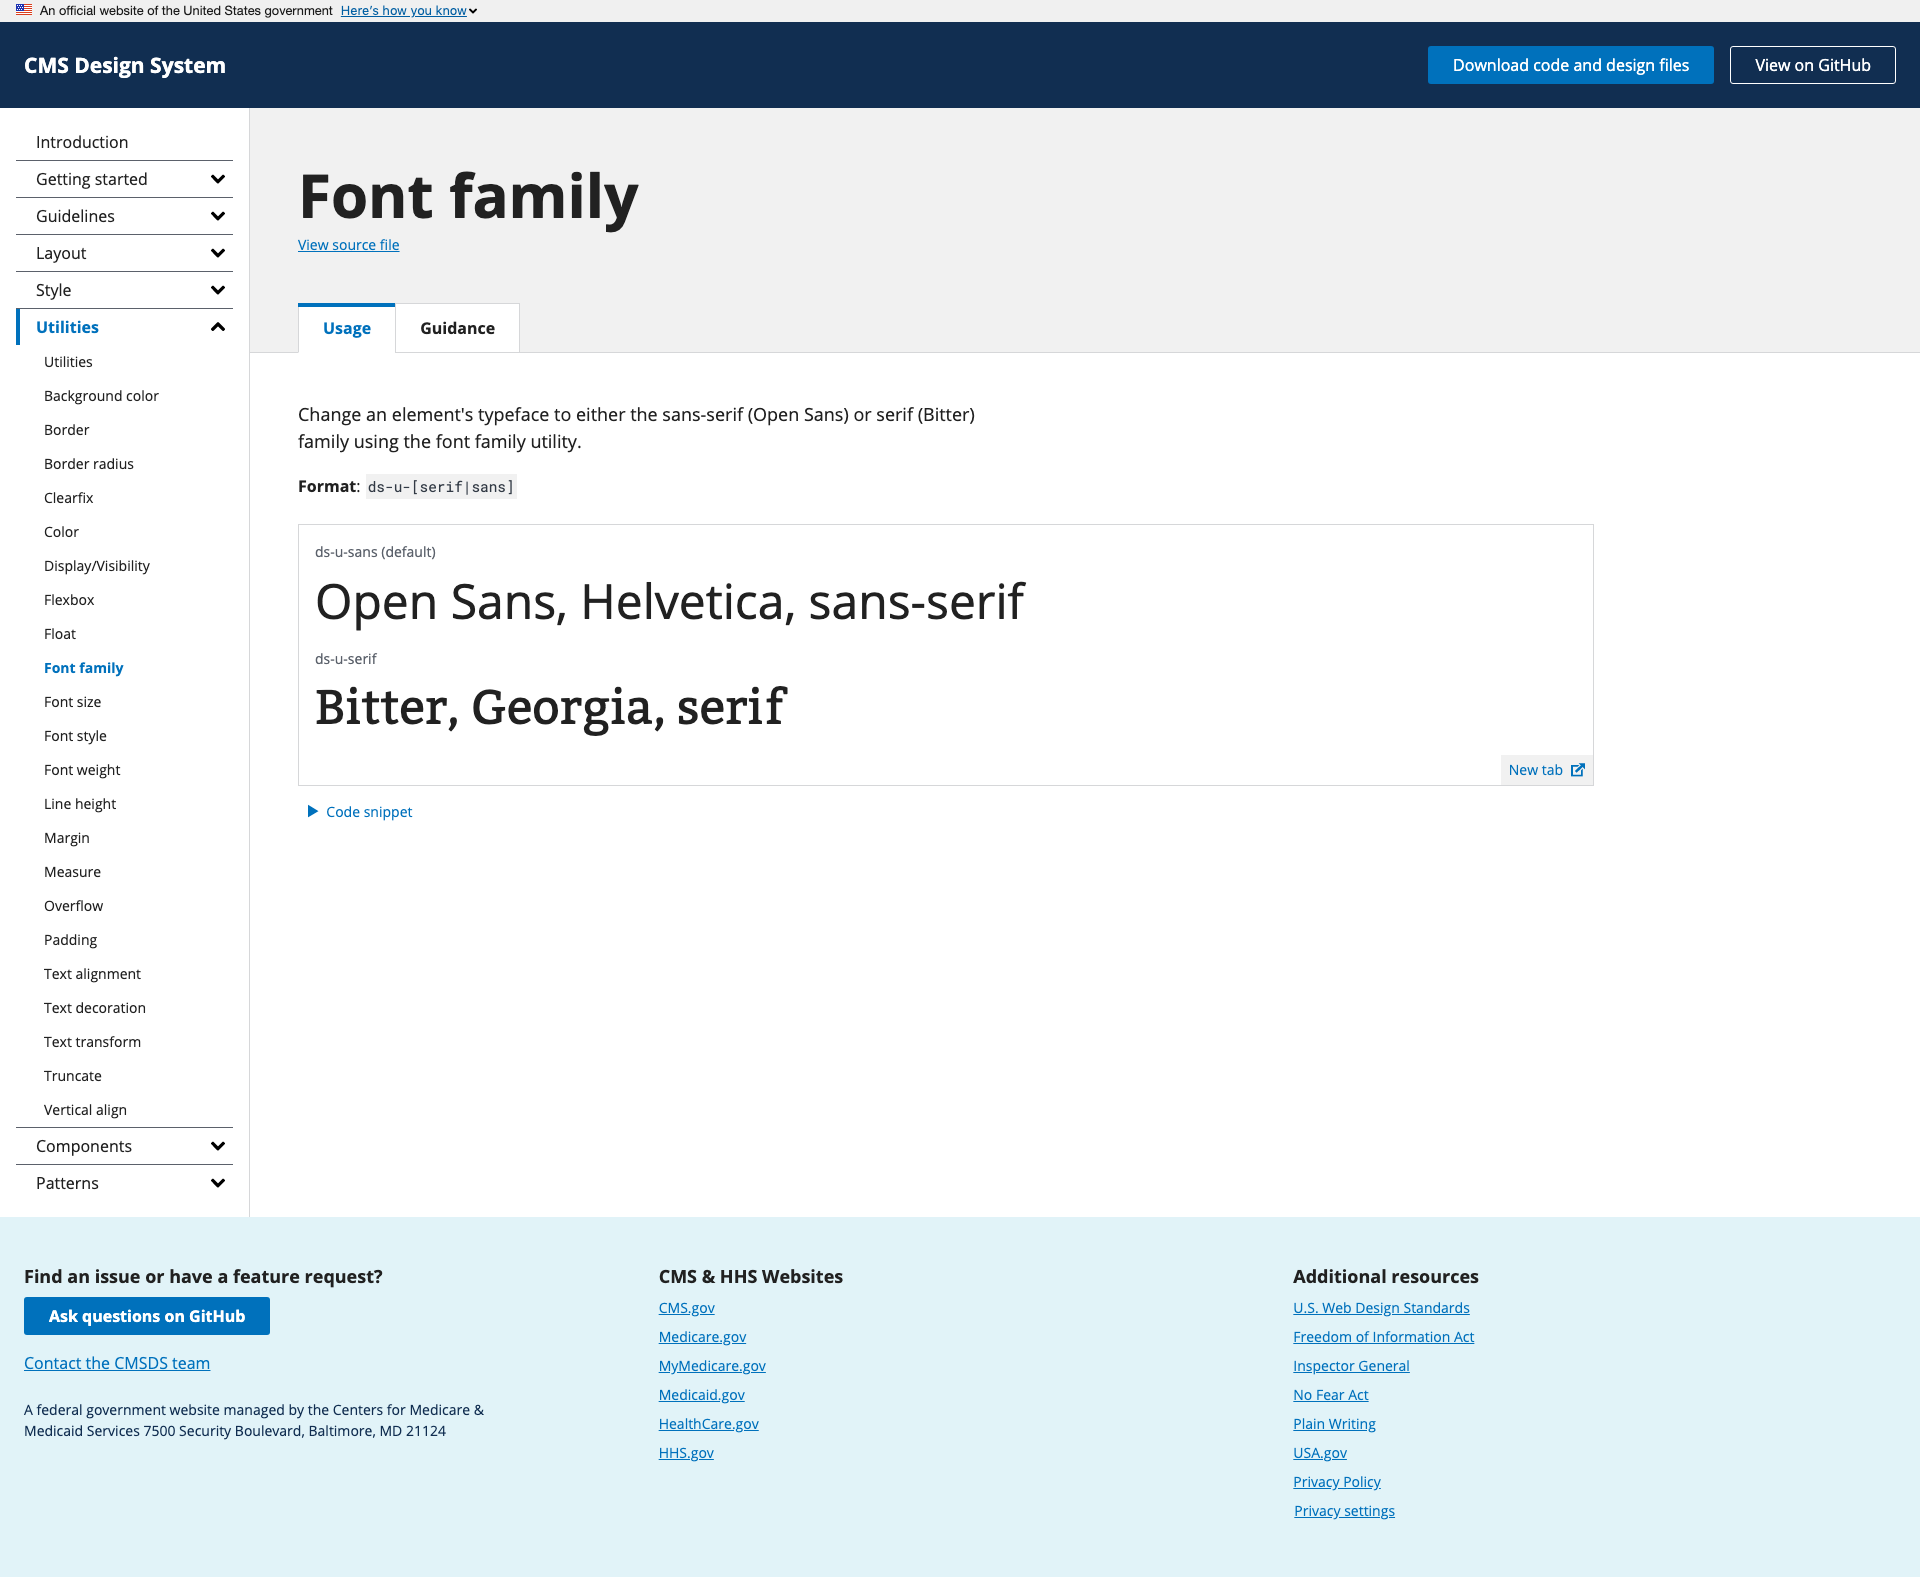 An official website of the United States government Here's how you know
CMS Design System
Download code and design files
View on GitHub
Introduction
Getting started
Guidelines
Layout
Style
Utilities
Utilities
Background color
Border
Border radius
Clearfix
Color
Display/Visibility
Flexbox
Float
Font family
Font size
Font style
Font weight
Line height
Margin
Measure
Overflow
Padding
Text alignment
Text decoration
Text transform
Truncate
Vertical align
Components
Patterns
Font family
View source file
Usage
Guidance
Change an element's typeface to either the sans-serif (Open Sans) or serif (Bitter)
family using the font family utility.
Format: ds-u-[serif|sans]
ds-u-sans (default)
Open Sans, Helvetica, sans-serif
ds-u-serif
Bitter, Georgia, serif
New tab
Code snippet
Find an issue or have a feature request?
Ask questions on GitHub
Contact the CMSDS team
A federal government website managed by the Centers for Medicare &
Medicaid Services 7500 Security Boulevard, Baltimore, MD 21124
CMS & HHS Websites
CMS.gov
Medicare.gov
MyMedicare.gov
Medicaid.gov
HealthCare.gov
HHS.gov
Additional resources
U.S. Web Design Standards
Freedom of Information Act
Inspector General
No Fear Act
Plain Writing
USA.gov
Privacy Policy
Privacy settings